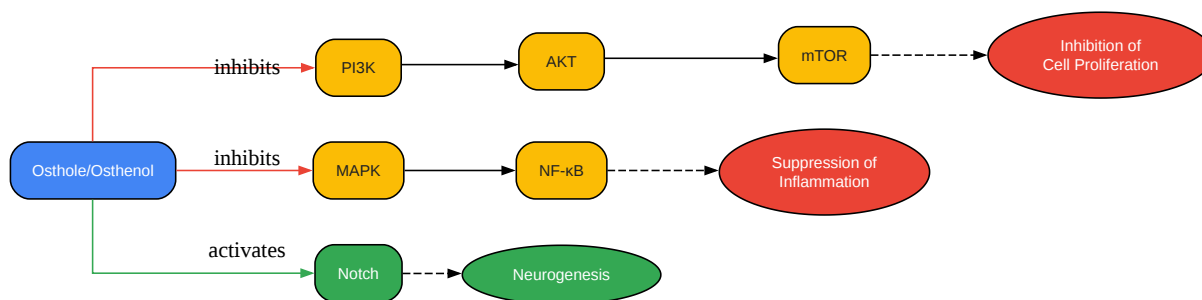 inhibits
PI3K
AKT
mTOR
Inhibition of
Cell Proliferation
Osthole/Osthenol
inhibits
MAPK
NF-κB
Suppression of
Inflammation
activates
Notch
Neurogenesis